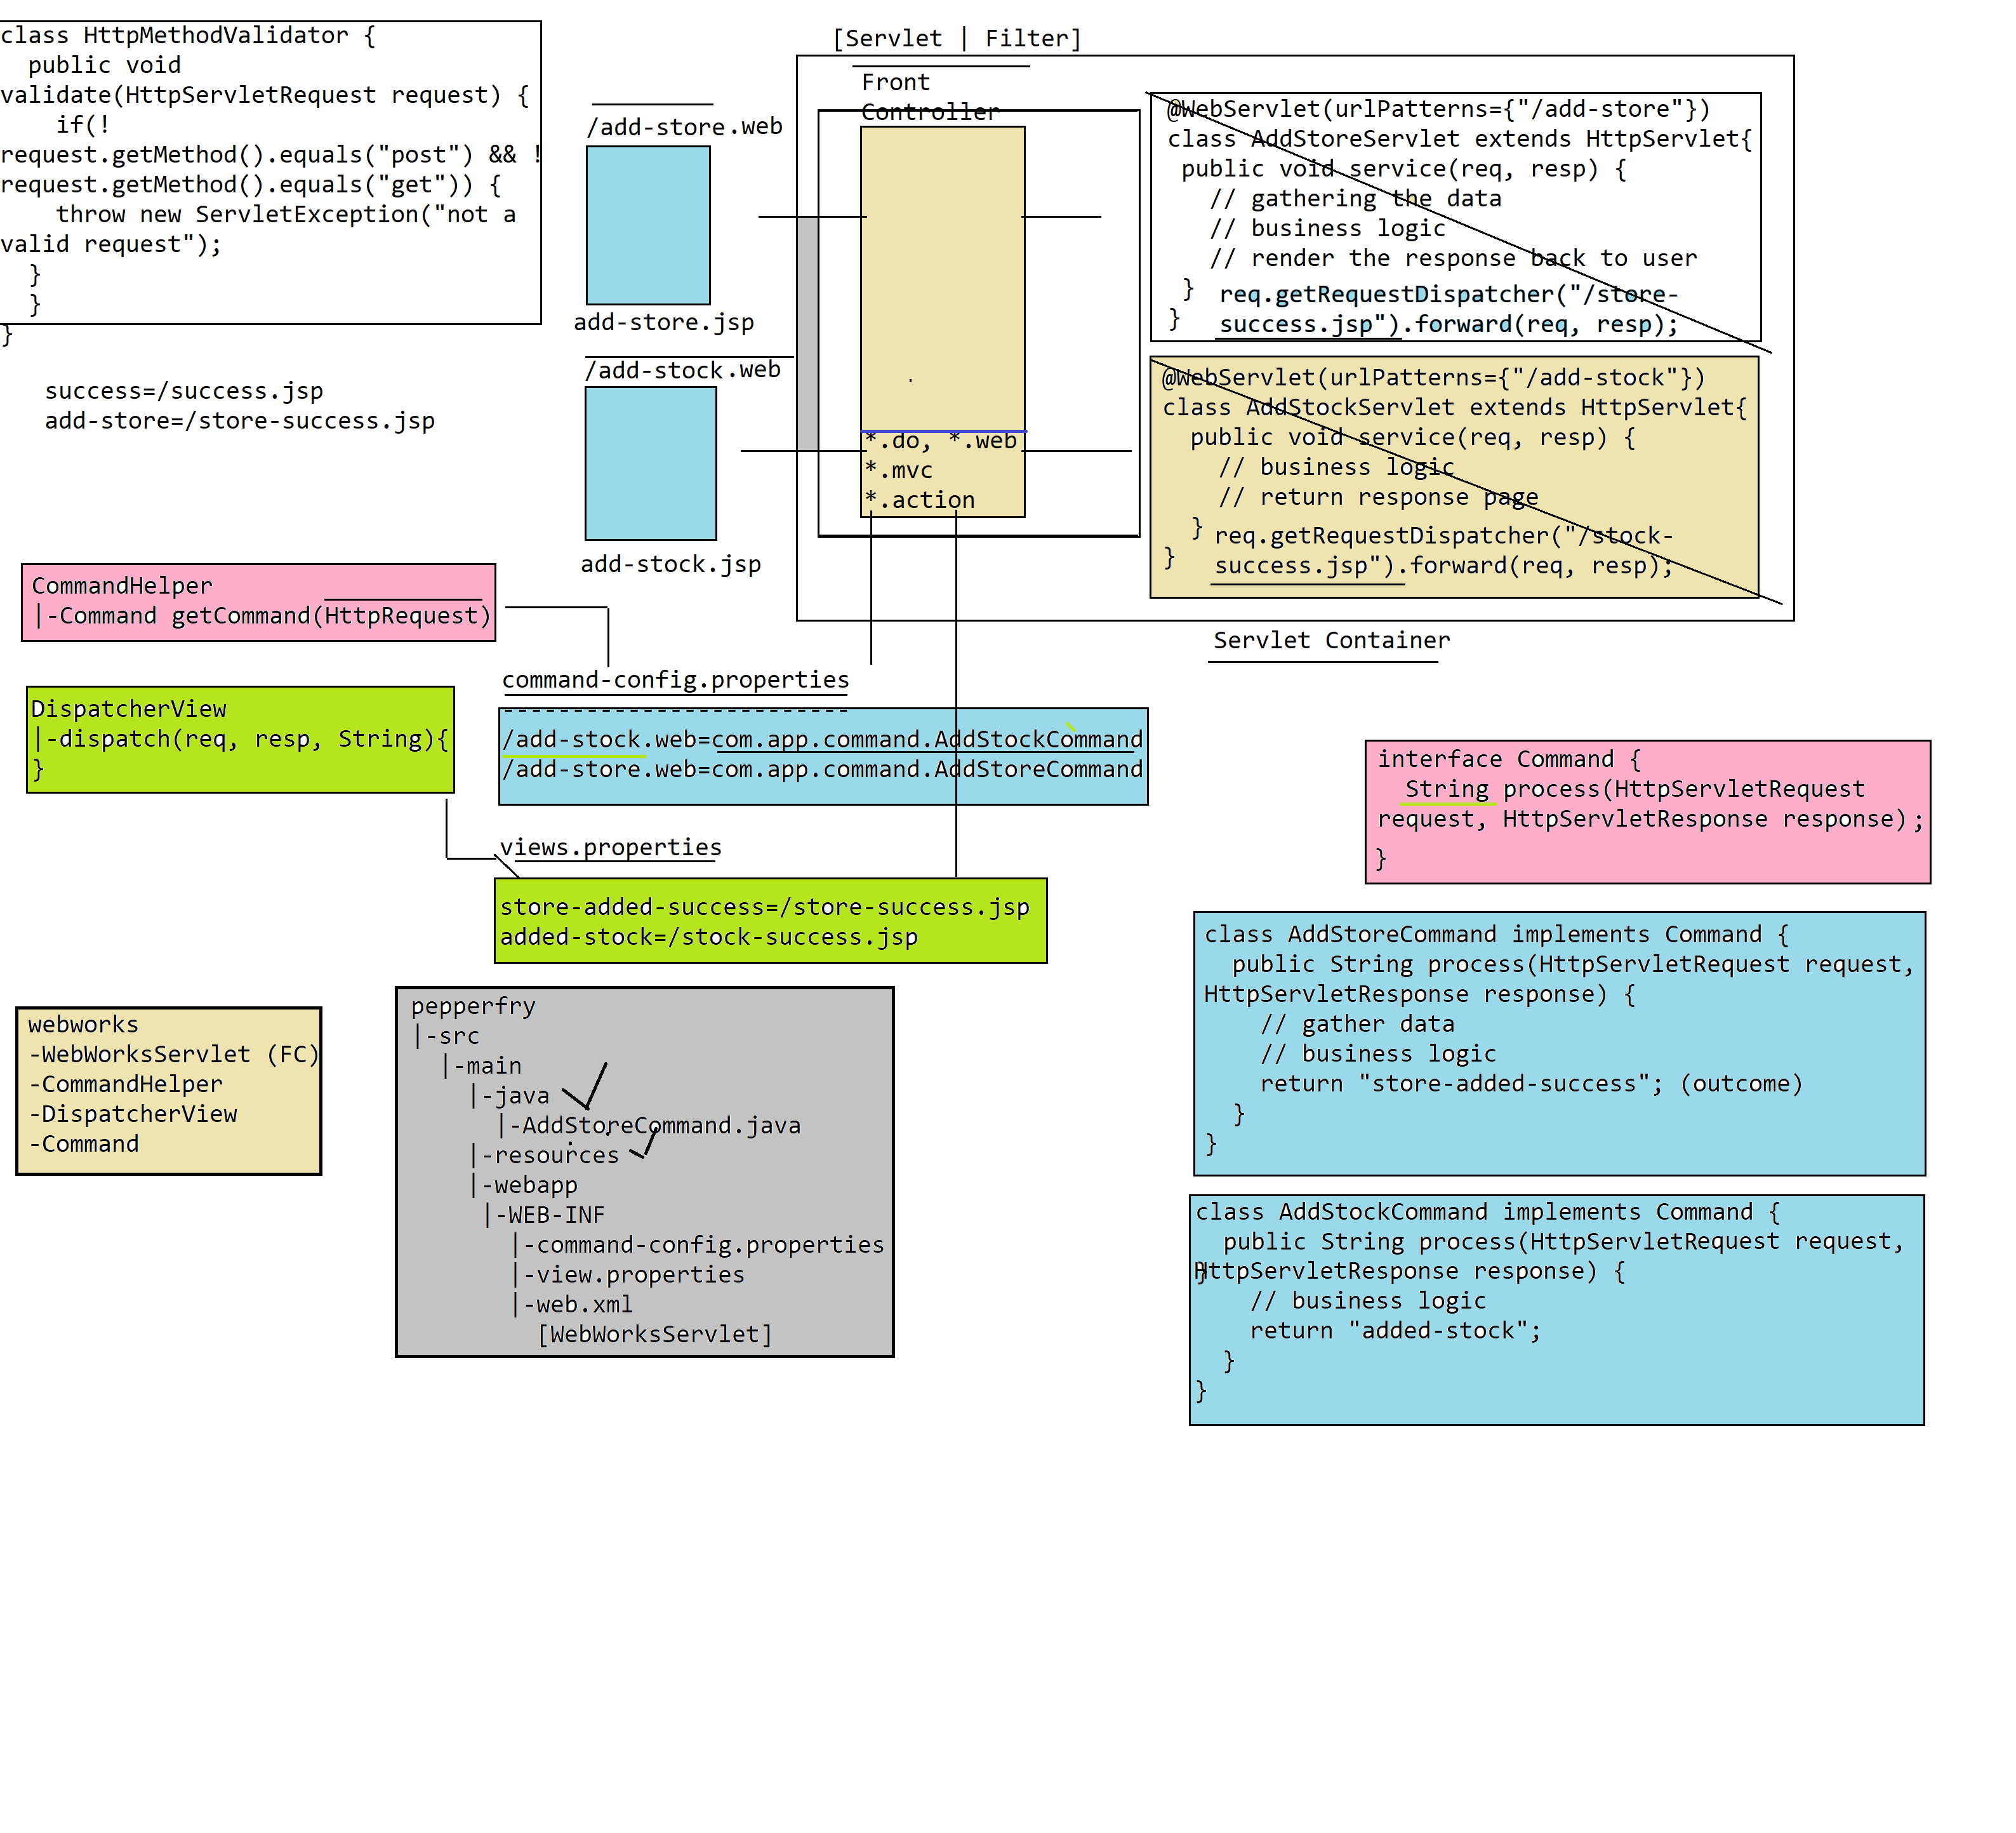 class HttpMethodValidator {
  public void
validate(HttpServletRequest request) {
    if(!
request.getMethod().equals("post") && !
request.getMethod().equals("get")) {
    throw new ServletException("not a
valid request");
  }
  }
}
success=/success.jsp
add-store=/store-success.jsp
/add-store.web
add-store.jsp
/add-stock.web
add-stock.jsp
[Servlet | Filter]
Front
Controller
*.do, *.web
*.mvc
*.action
@WebServlet(urlPatterns={"/add-store"})
class AddStoreServlet extends HttpServlet{
 public void service(req, resp) {
   // gathering the data
   // business logic
   // render the response back to user
 }
}
req.getRequestDispatcher("/store-
success.jsp").forward(req, resp);
@WebServlet(urlPatterns={"/add-stock"})
class AddStockServlet extends HttpServlet{
  public void service(req, resp) {
    // business logic
    // return response page
  }
}
req.getRequestDispatcher("/stock-
success.jsp").forward(req, resp);
Servlet Container
CommandHelper
|-Command getCommand(HttpRequest)
DispatcherView
|-dispatch(req, resp, String){
}
command-config.properties
-------------------------
/add-stock.web=com.app.command.AddStockCommand
/add-store.web=com.app.command.AddStoreCommand
views.properties
store-added-success=/store-success.jsp
added-stock=/stock-success.jsp
interface Command {
  String process(HttpServletRequest
request, HttpServletResponse response);
}
class AddStoreCommand implements Command {
  public String process(HttpServletRequest request,
HttpServletResponse response) {
    // gather data
    // business logic
    return "store-added-success"; (outcome)
  }
}
class AddStockCommand implements Command {
  public String process(HttpServletRequest request,
HttpServletResponse response) {
}
    // business logic
    return "added-stock";
  }
}
webworks
-WebWorksServlet (FC)
-CommandHelper
-DispatcherView
-Command
pepperfry
|-src
  |-main
    |-java
      |-AddStoreCommand.java
    |-resources
    |-webapp
     |-WEB-INF
       |-command-config.properties
       |-view.properties
       |-web.xml
         [WebWorksServlet]